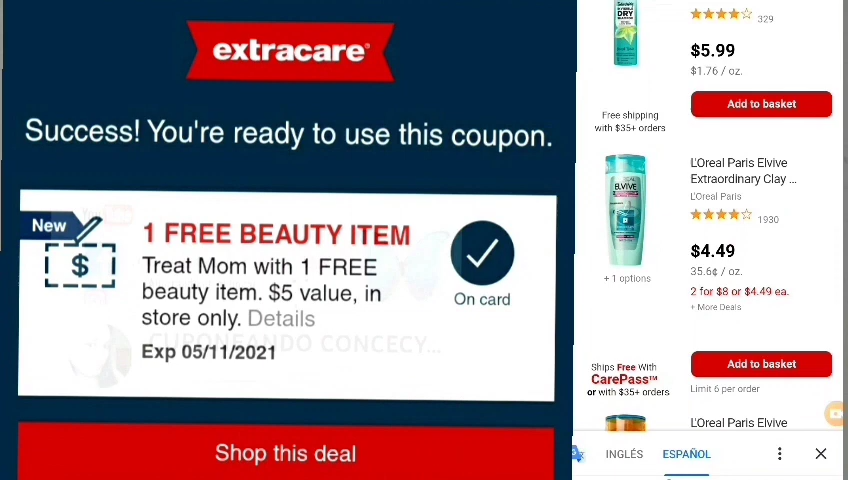 extracare®
Success! You're ready to use this coupon.
New
$
1 FREE BEAUTY ITEM
Treat Mom with 1 FREE
beauty item. $5 value, in
store only. Details
Exp 05/11/2021
On card
CUPONEANDO CONCECY...
Shop this deal
DRY
329
$5.99
$1.76 / oz.
Add to basket
Free shipping
with $35+ orders
ELVIVE
+ 1 options
L'Oreal Paris Elvive
Extraordinary Clay ...
L'Oreal Paris
1930
$4.49
35.6¢ / oz.
2 for $8 or $4.49 ea.
+ More Deals
Add to basket
Limit 6 per order
Ships Free With
CarePass™
or with $35+ orders
L'Oreal Paris Elvive
INGLÉS
ESPAÑOL